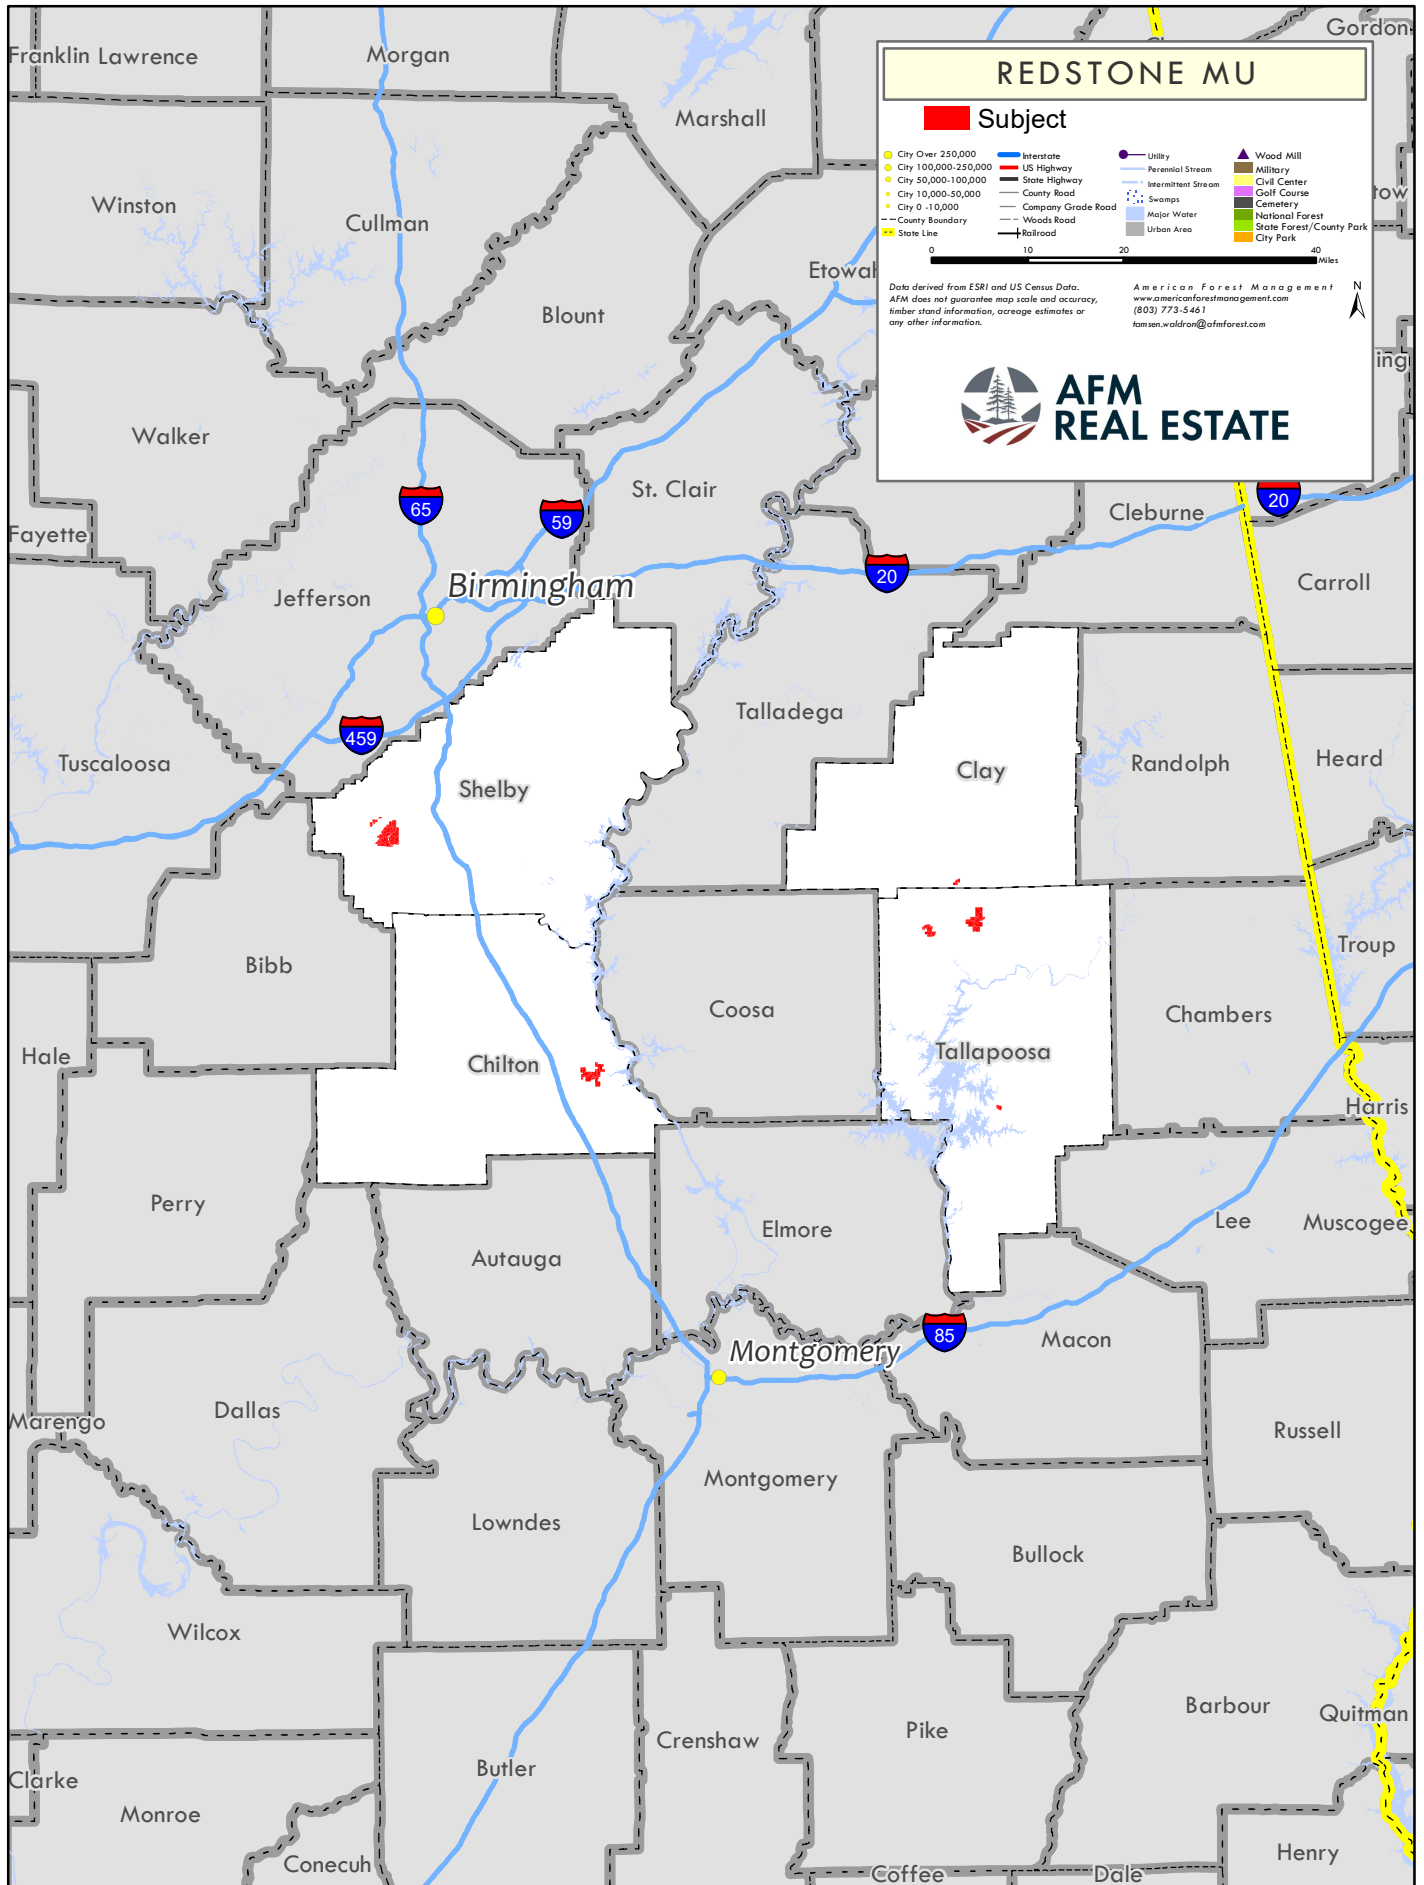 REDSTONE MU
Subject
City Over 250,000
City 100,000-250,000
City 50,000-100,000
City 10,000-50,000
City 0 -10,000
County Boundary
State Line
Interstate
US Highway
State Highway
County Road
Company Grade Road
Woods Road
Railroad
Utility
Perennial Stream
Intermittent Stream
Swamps
Major Water
Urban Area
Wood Mill
Military
Civil Center
Golf Course
Cemetery
National Forest
State Forest/County Park
City Park
0 10 20 40
Miles
Data derived from ESRI and US Census Data.
AFM does not guarantee map scale and accuracy,
timber stand information, acreage estimates or
any other information.
American Forest Management
www.americanforestmanagement.com
(803) 773-5461
tamsen.waldron@afmforest.com
N
AFM
REAL ESTATE
Gordon
Franklin Lawrence
Morgan
Marshall
Winston
Cullman
tow
Etowah
Blount
ing
Walker
St. Clair
65
59
20
Cleburne
Fayette
20
Birmingham
Jefferson
Carroll
Talladega
459
Tuscaloosa
Shelby
Clay
Randolph
Heard
Bibb
Troup
Coosa
Chambers
Hale
Chilton
Tallapoosa
Harris
Perry
Elmore
Lee
Muscogee
Autauga
85
Montgomery
Macon
Marengo
Dallas
Russell
Montgomery
Lowndes
Bullock
Wilcox
Barbour
Quitman
Crenshaw
Pike
Butler
Clarke
Monroe
Conecuh
Henry
Coffee
Dale